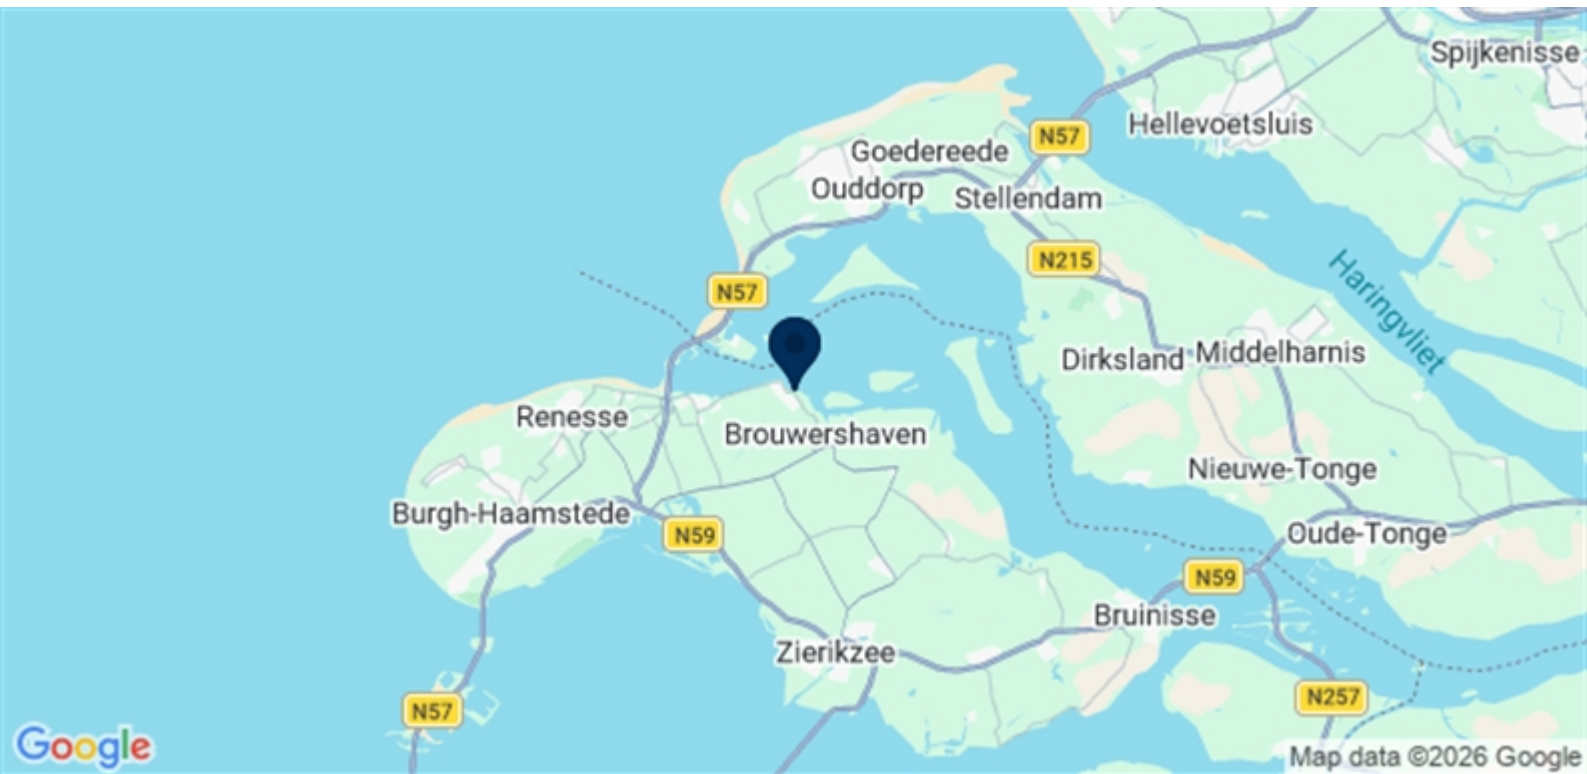 Spijkenisse
Hellevoetsluis
N57
Goedereede
Ouddorp
Stellendam
N215
N57
Haringvliet
Dirksland
Middelharnis
Renesse
Brouwershaven
Nieuwe-Tonge
Burgh-Haamstede
N59
Oude-Tonge
N59
Bruinisse
Zierikzee
N57
N257
Google
Map data ©2026 Google